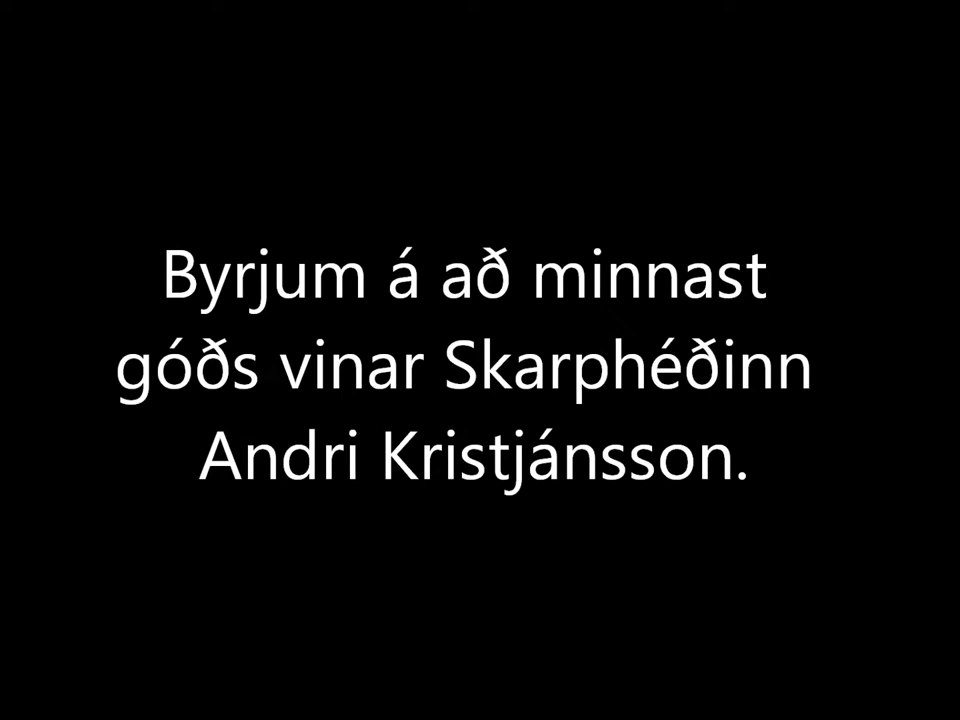 Byrjum á að minnast
góðs vinar Skarphéðinn
Andri Kristjánsson.